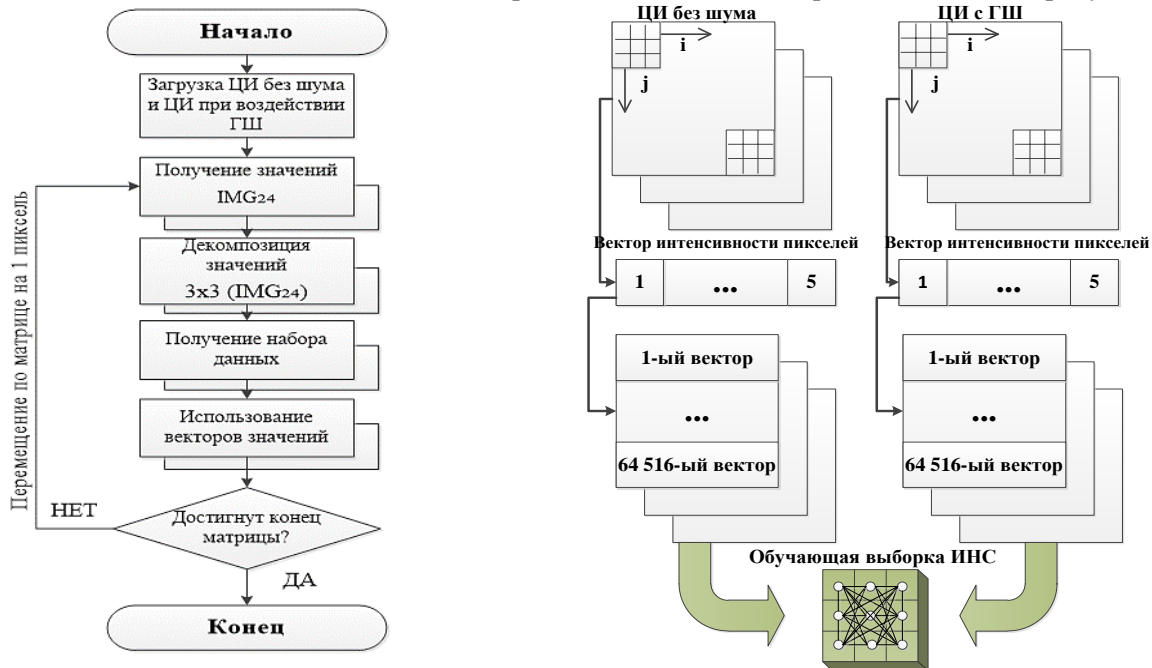 Начало
Загрузка ЦИ без шума
и ЦИ при воздействии
ГШ
Получение значений
IMG24
Декомпозиция
значений
3x3 (IMG24)
Получение набора
данных
Использование
векторов значений
Достигнут конец
матрицы?
НЕТ
ДА
Конец
Перемещение по матрице на 1 пиксель
ЦИ без шума
i
j
Вектор интенсивности пикселей
1 ... 5
1-ый вектор
...
64 516-ый вектор
ЦИ с ГШ
i
j
Вектор интенсивности пикселей
1 ... 5
1-ый вектор
...
64 516-ый вектор
Обучающая выборка ИНС